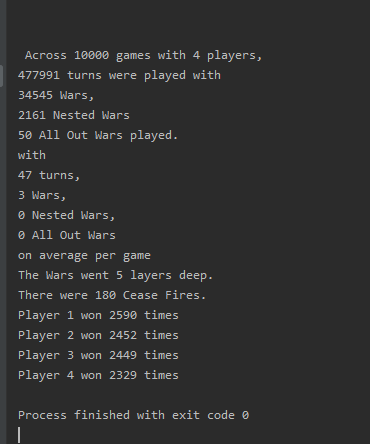 Across 10000 games with 4 players,
477991 turns were played with
34545 Wars,
2161 Nested Wars
50 All Out Wars played.
with
47 turns,
3 Wars,
0 Nested Wars,
0 All Out Wars
on average per game
The Wars went 5 layers deep.
There were 180 Cease Fires.
Player 1 won 2590 times
Player 2 won 2452 times
Player 3 won 2449 times
Player 4 won 2329 times
Process finished with exit code 0